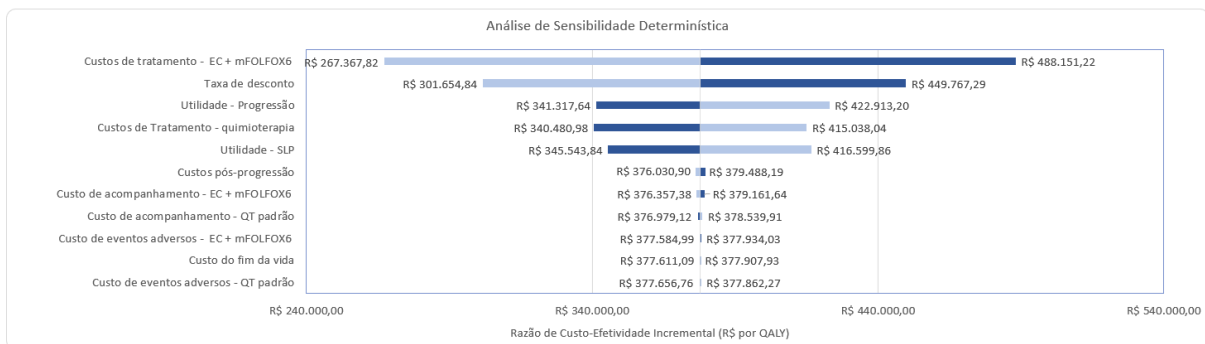 Análise de Sensibilidade Determinística
Custos de tratamento - EC + mFOLFOX6 R$ 267.367,82 R$ 488.151,22
Taxa de desconto R$ 301.654,84 R$ 449.767,29
Utilidade - Progressão R$ 341.317,64 R$ 422.913,20
Custos de Tratamento - quimioterapia R$ 340.480,98 R$ 415.038,04
Utilidade - SLP R$ 345.543,84 R$ 416.599,86
Custos pós-progressão R$ 376.030,90 R$ 379.488,19
Custo de acompanhamento - EC + mFOLFOX6 R$ 376.357,38 R$ 379.161,64
Custo de acompanhamento - QT padrão R$ 376.979,12 R$ 378.539,91
Custo de eventos adversos - EC + mFOLFOX6 R$ 377.584,99 R$ 377.934,03
Custo do fim da vida R$ 377.611,09 R$ 377.907,93
Custo de eventos adversos - QT padrão R$ 377.656,76 R$ 377.862,27
R$ 240.000,00 R$ 340.000,00 R$ 440.000,00 R$ 540.000,00
Razão de Custo-Efetividade Incremental (R$ por QALY)